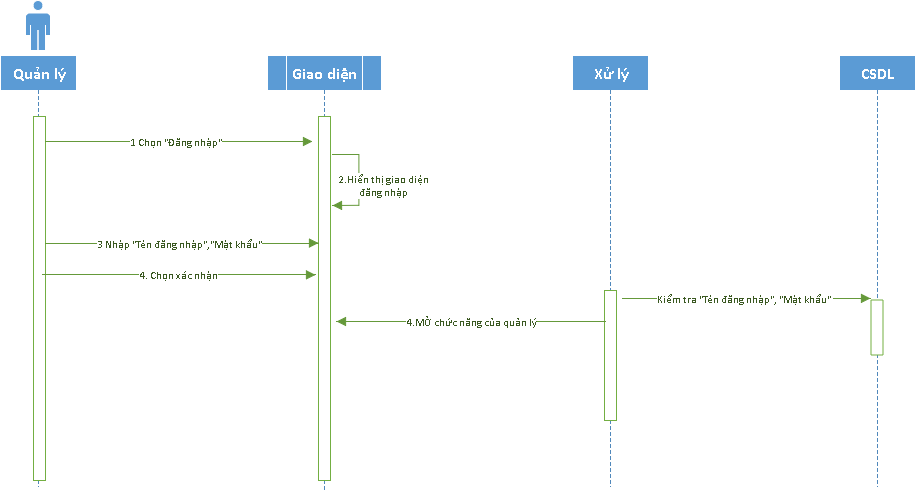 Quản lý
Giao diện
Xử lý
CSDL
1 Chọn "Đăng nhập"
2.Hiển thị giao diện
đăng nhập
3 Nhập "Tên đăng nhập","Mật khẩu"
4. Chọn xác nhận
Kiểm tra "Tên đăng nhập", "Mật khẩu"
4.Mở chức năng của quản lý